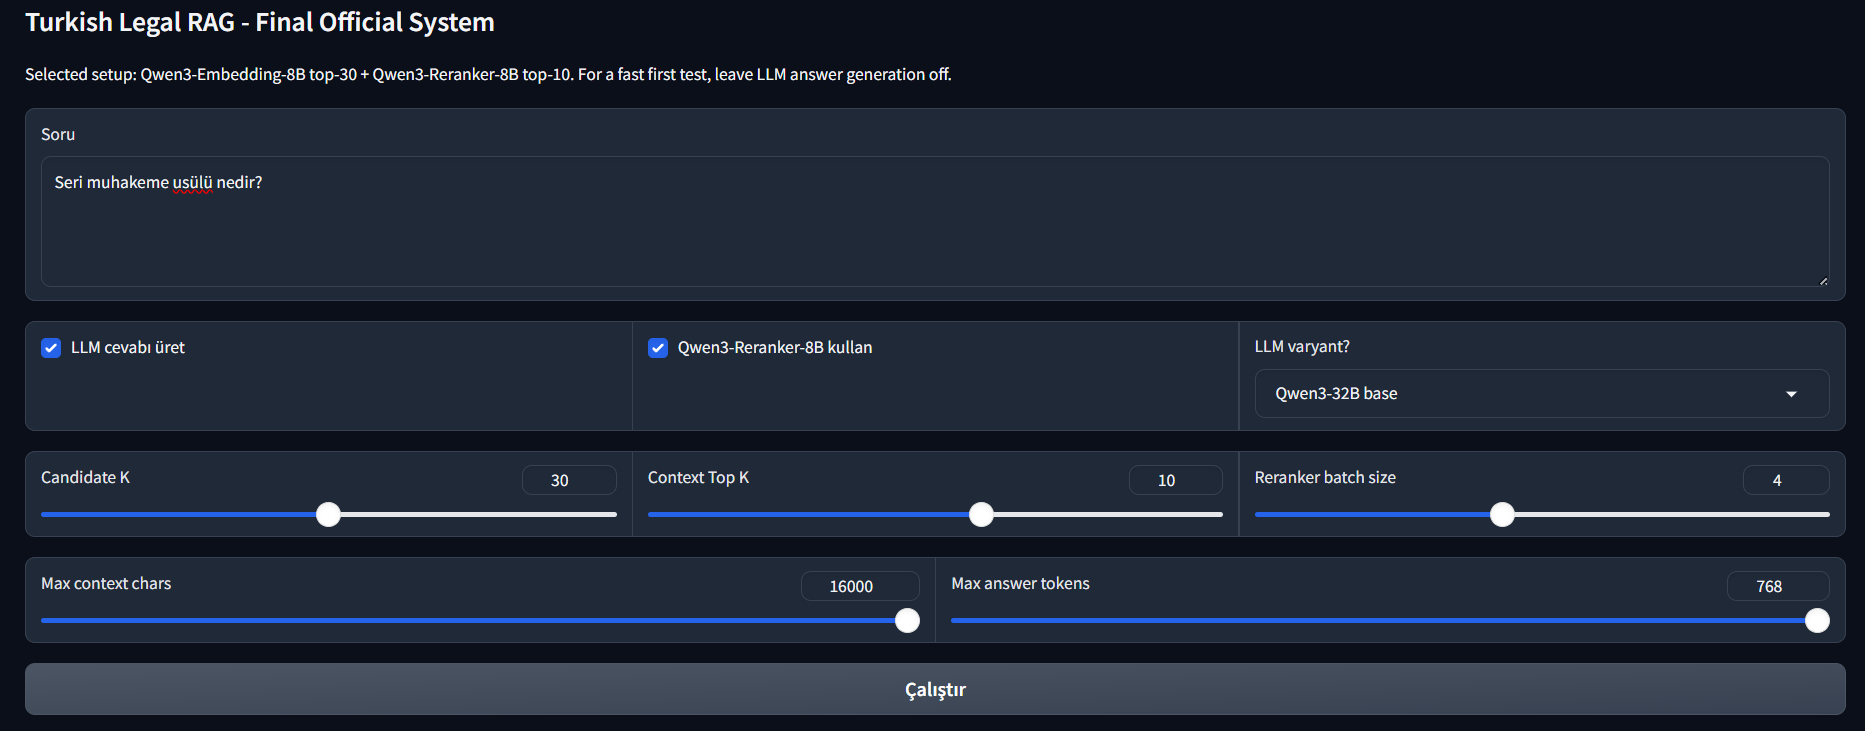 Turkish Legal RAG - Final Official System
Selected setup: Qwen3-Embedding-8B top-30 + Qwen3-Reranker-8B top-10. For a fast first test, leave LLM answer generation off.
Soru
Seri muhakeme usülü nedir?
LLM cevabı üret
Qwen3-Reranker-8B kullan
LLM varyant?
Qwen3-32B base
Candidate K
30
Context Top K
10
Reranker batch size
4
Max context chars
16000
Max answer tokens
768
Çalıştır